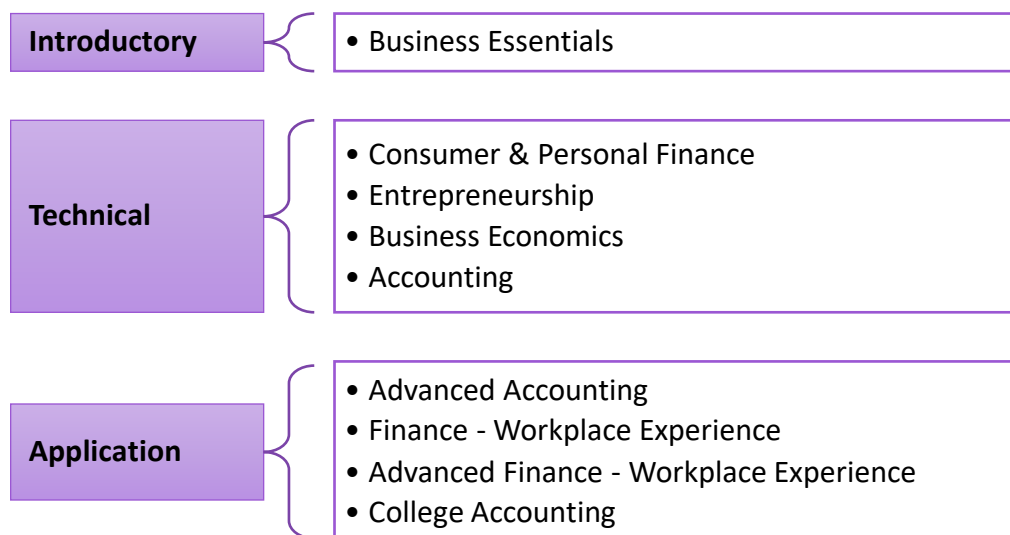 Introductory
• Business Essentials
Technical
• Consumer & Personal Finance
• Entrepreneurship
• Business Economics
• Accounting
Application
• Advanced Accounting
• Finance - Workplace Experience
• Advanced Finance - Workplace Experience
• College Accounting